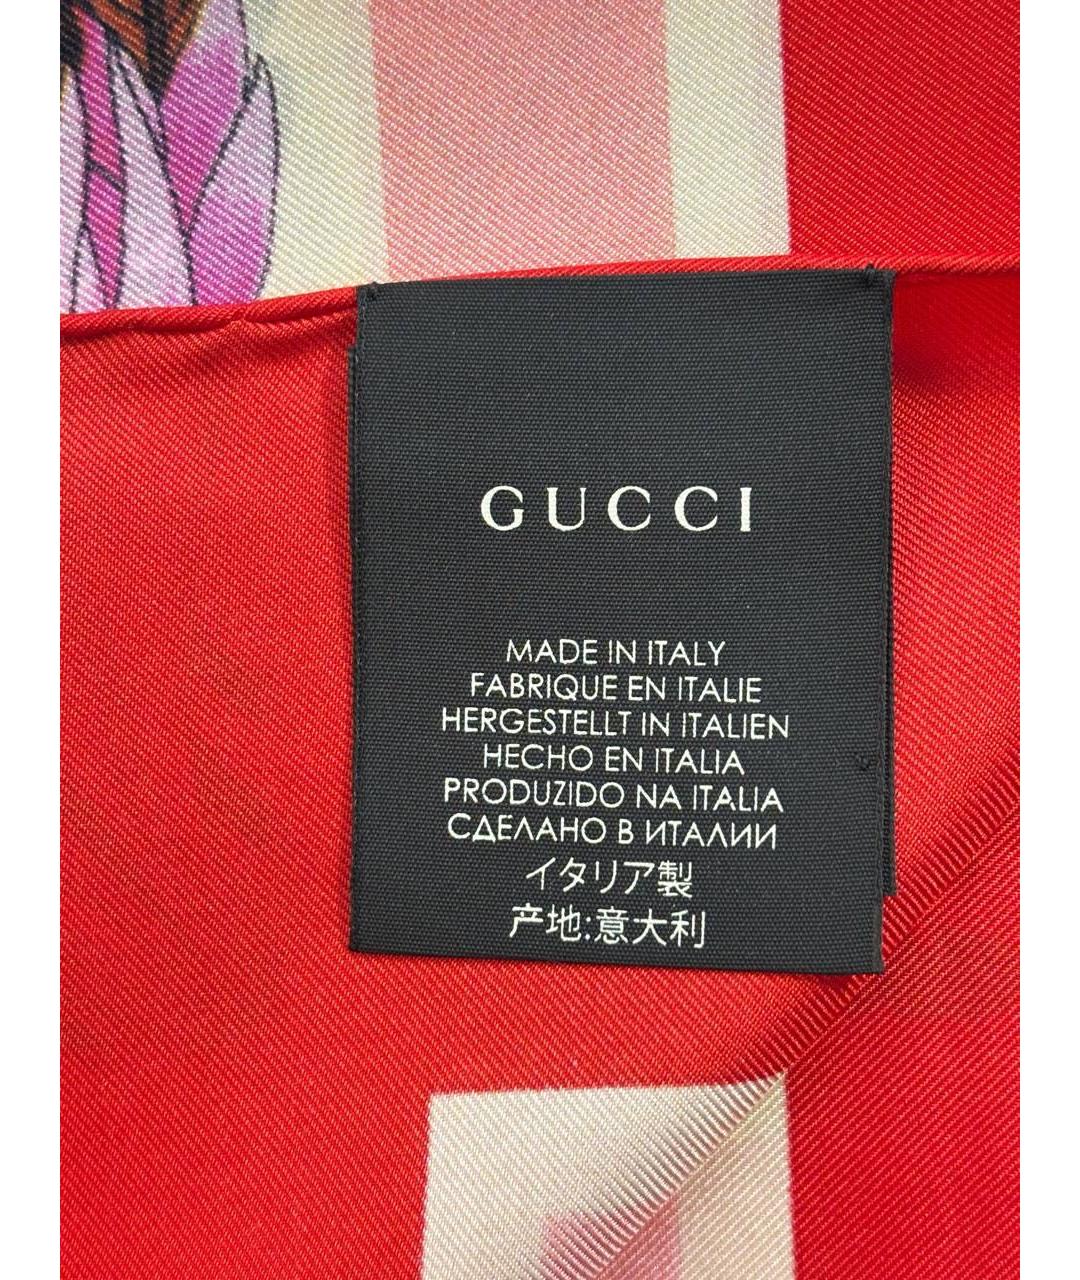 GUCCI
MADE IN ITALY
FABRIQUE EN ITALIE
HERGESTELLT IN ITALIEN
HECHO EN ITALIA
PRODUZIDO NA ITALIA
СДЕЛАНО В ИТАЛИИ
イタリア製
产地:意大利